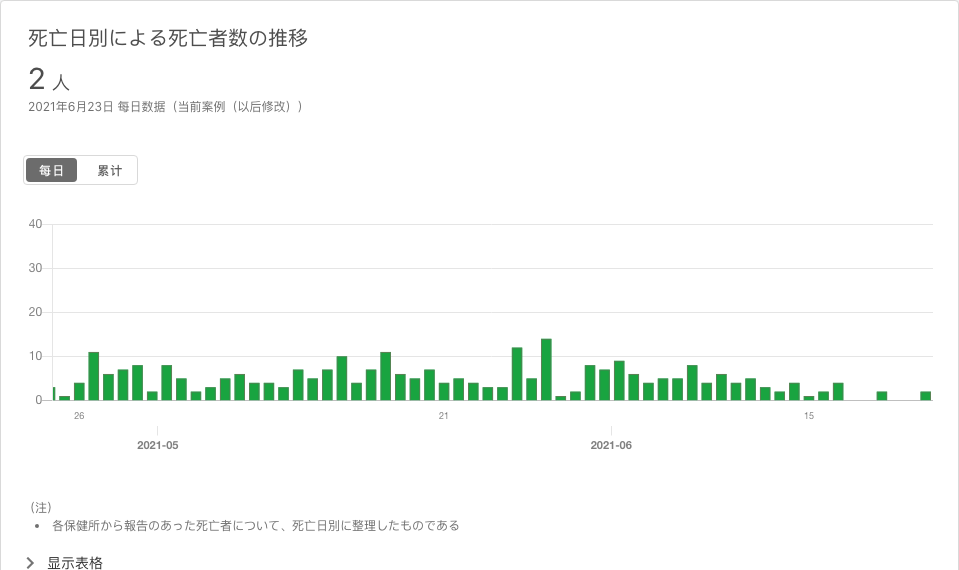 死亡日別による死亡者数の推移
2 人
2021年6月23日 每日数据（当前案例（以后修改））
每日 累计
40
30
20
10
0
26 21 15
2021-05 2021-06
（注）
• 各保健所から報告のあった死亡者について、死亡日別に整理したものである
显示表格